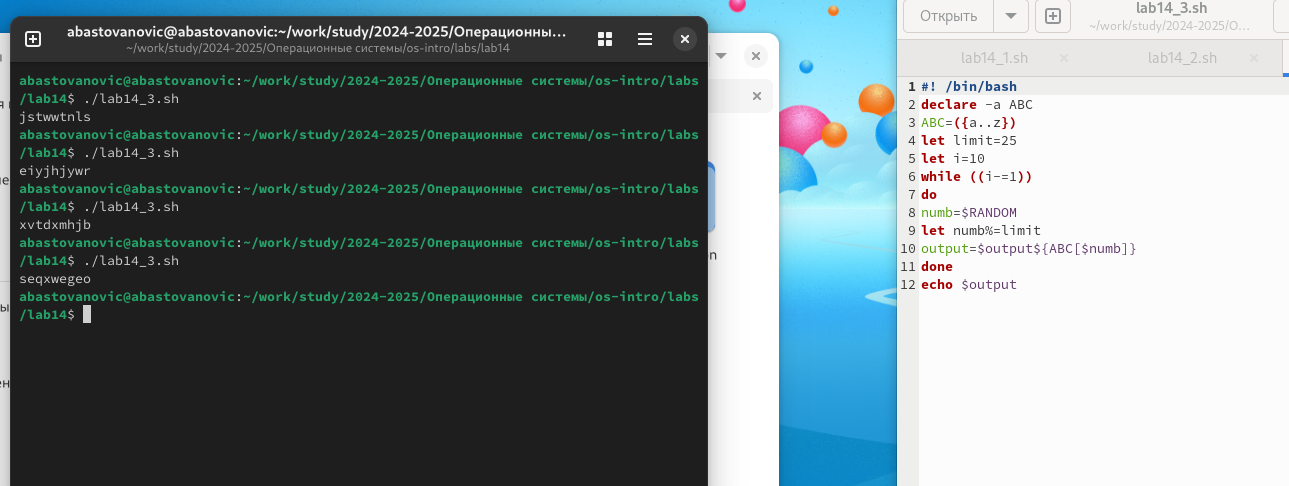 abastovanovic@abastovanovic:~/work/study/2024-2025/Операционны...
~/work/study/2024-2025/Операционные системы/os-intro/labs/lab14
abastovanovic@abastovanovic:~/work/study/2024-2025/Операционные системы/os-intro/labs
/lab14$ ./lab14_3.sh
jstwwtnls
abastovanovic@abastovanovic:~/work/study/2024-2025/Операционные системы/os-intro/labs
/lab14$ ./lab14_3.sh
eiyjhjywr
abastovanovic@abastovanovic:~/work/study/2024-2025/Операционные системы/os-intro/labs
/lab14$ ./lab14_3.sh
xvtdxmhjb
abastovanovic@abastovanovic:~/work/study/2024-2025/Операционные системы/os-intro/labs
/lab14$ ./lab14_3.sh
seqxwegeo
abastovanovic@abastovanovic:~/work/study/2024-2025/Операционные системы/os-intro/labs
/lab14$
Открыть
lab14_3.sh
~/work/study/2024-2025/О...
lab14_1.sh
lab14_2.sh
1 #! /bin/bash
2 declare -a ABC
3 ABC=({a..z})
4 let limit=25
5 let i=10
6 while ((i-=1))
7 do
8 numb=$RANDOM
9 let numb%=limit
10 output=$output${ABC[$numb]}
11 done
12 echo $output